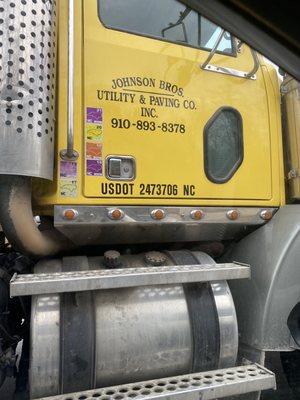 JOHNSON BROS.
UTILITY & PAVING CO.
INC.
910-893-8378
USDOT 2473706 NC